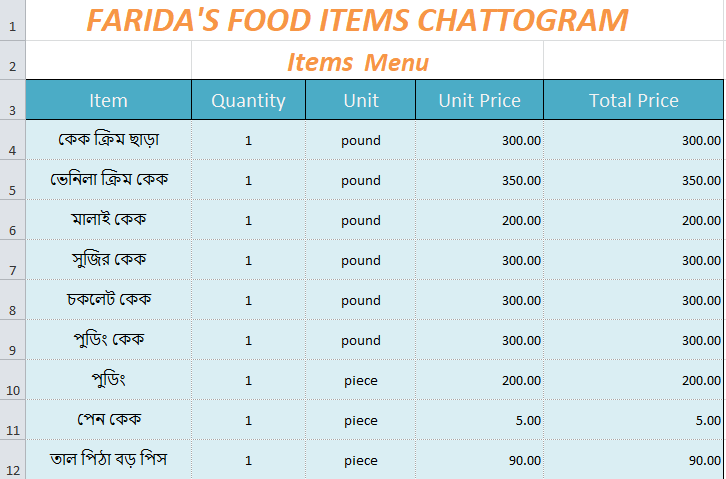 1 FARIDA'S FOOD ITEMS CHATTOGRAM
2 Items Menu
3 Item Quantity Unit Unit Price Total Price
4 কেক ক্রিম ছাড়া 1 pound 300.00 300.00
5 ভেনিলা ক্রিম কেক 1 pound 350.00 350.00
6 মালাই কেক 1 pound 200.00 200.00
7 সুজির কেক 1 pound 300.00 300.00
8 চকলেট কেক 1 pound 300.00 300.00
9 পুডিং কেক 1 pound 300.00 300.00
10 পুডিং 1 piece 200.00 200.00
11 পেন কেক 1 piece 5.00 5.00
12 তাল পিঠা বড় পিস 1 piece 90.00 90.00